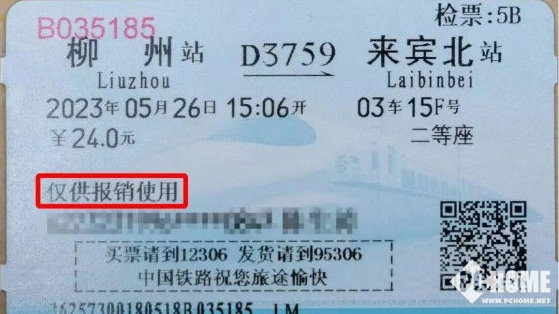 检票:5B
B035185
柳州站 D3759 来宾北站
Liuzhou Laibinbei
2023年05月26日 15:06开 03车15F号
￥24.0元 二等座
仅供报销使用
买票请到12306 发货请到95306
中国铁路祝您旅途愉快
PCHOME
WWW.PCHOME.NET